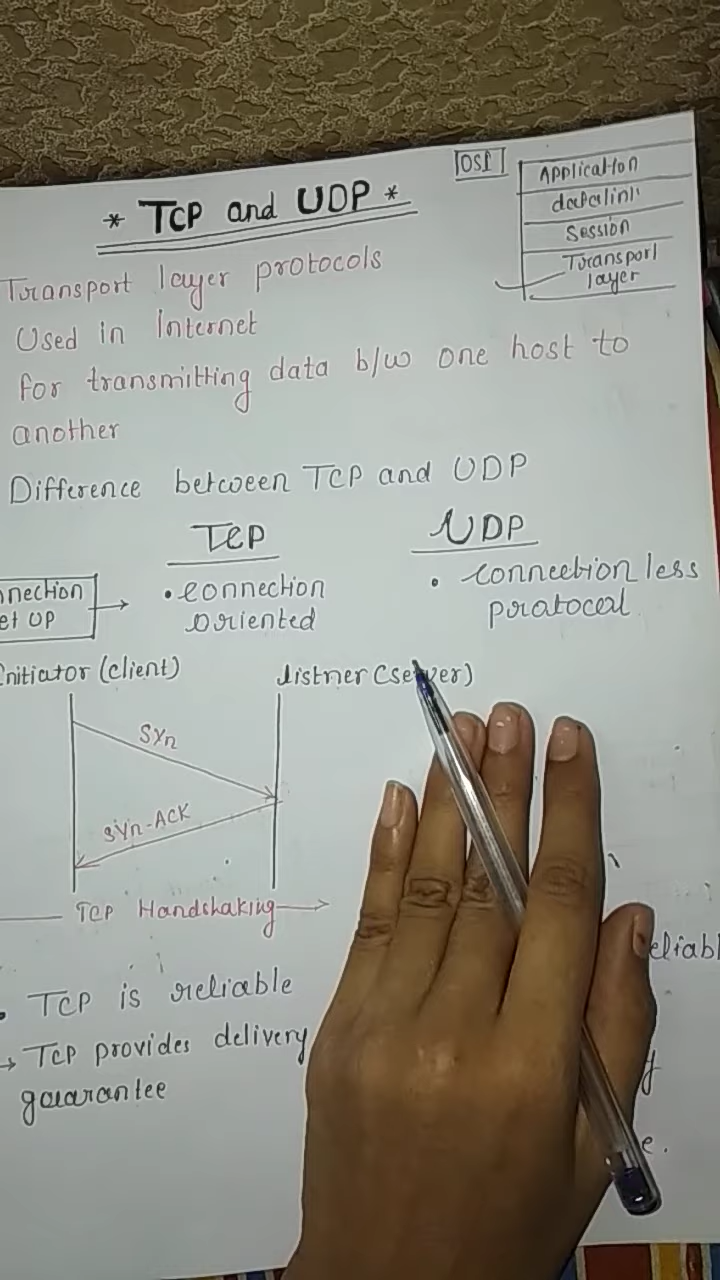 OSI
Application
datalink
Session
Transport
layer
* TCP and UDP *
Transport layer protocols
Used in Internet
for transmitting data b/w one host to
another
Difference between TCP and UDP
TCP
UDP
nnection
et UP
• connection
oriented
• connection less
protocol
Initiator (client)
listner (server)
Syn
Syn-ACK
TCP Handshaking
• TCP is reliable
→ TCP provides delivery
guarantee
eliabl
e.